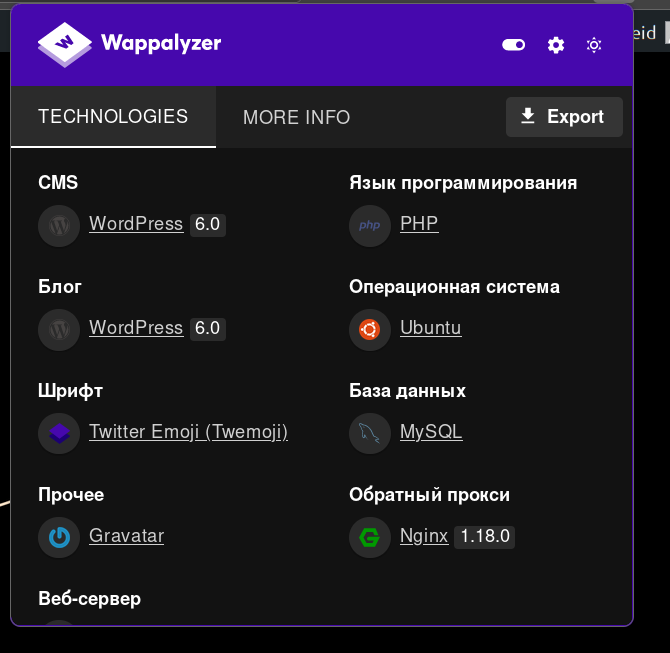 Wappalyzer
eid
TECHNOLOGIES
MORE INFO
Export
CMS
WordPress 6.0
Язык программирования
php PHP
Блог
WordPress 6.0
Операционная система
Ubuntu
Шрифт
Twitter Emoji (Twemoji)
База данных
MySQL
Прочее
Gravatar
Обратный прокси
Nginx 1.18.0
Веб-сервер